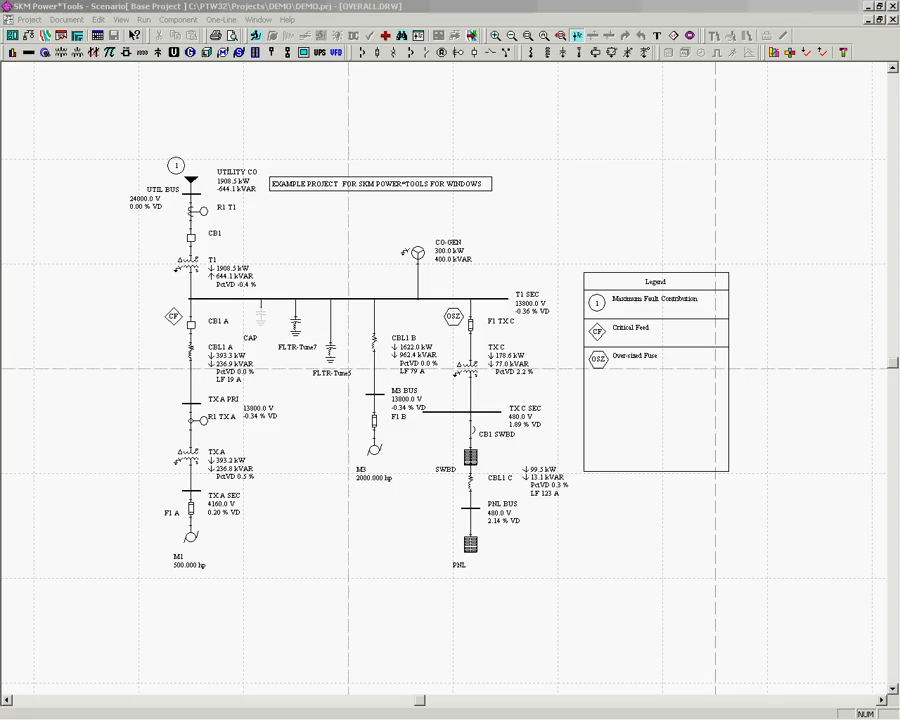 SKM Power*Tools - Scenario[ Base Project ] C:\PTW32\Projects\DEMO\DEMO.prj - [OVERALL.DRW]
Project Document Edit View Run Component One-Line Window Help
UPS VFD
1
UTILITY CO
1908.5 kW
-644.1 kVAR
EXAMPLE PROJECT FOR SKM POWER*TOOLS FOR WINDOWS
UTIL BUS
24000.0 V
0.00 % VD
R1 T1
CB1
CO-GEN
300.0 kW
400.0 kVAR
T1
1908.5 kW
644.1 kVAR
PctVD -0.4 %
T1 SEC
13800.0 V
-0.36 % VD
CF
CB1 A
OSZ
F1 TX C
CAP
FLTR-Tune7
FLTR-Tune5
CBL1 A
393.3 kW
236.9 kVAR
PctVD 0.0 %
LF 19 A
CBL1 B
1622.0 kW
962.4 kVAR
PctVD 0.0 %
LF 79 A
TX C
178.6 kW
77.0 kVAR
PctVD 2.2 %
TX A PRI
13800.0 V
-0.34 % VD
R1 TX A
M3 BUS
13800.0 V
-0.34 % VD
F1 B
TX C SEC
480.0 V
1.89 % VD
CB1 SWBD
TX A
393.2 kW
236.8 kVAR
PctVD 0.5 %
M3
2000.000 hp
SWBD
CBL1 C
99.5 kW
13.1 kVAR
PctVD 0.3 %
LF 123 A
TX A SEC
4160.0 V
0.20 % VD
F1 A
PNL BUS
480.0 V
2.14 % VD
M1
500.000 hp
PNL
Legend
1 Maximum Fault Contribution
CF Critical Feed
OSZ Over-sized Fuse
NUM